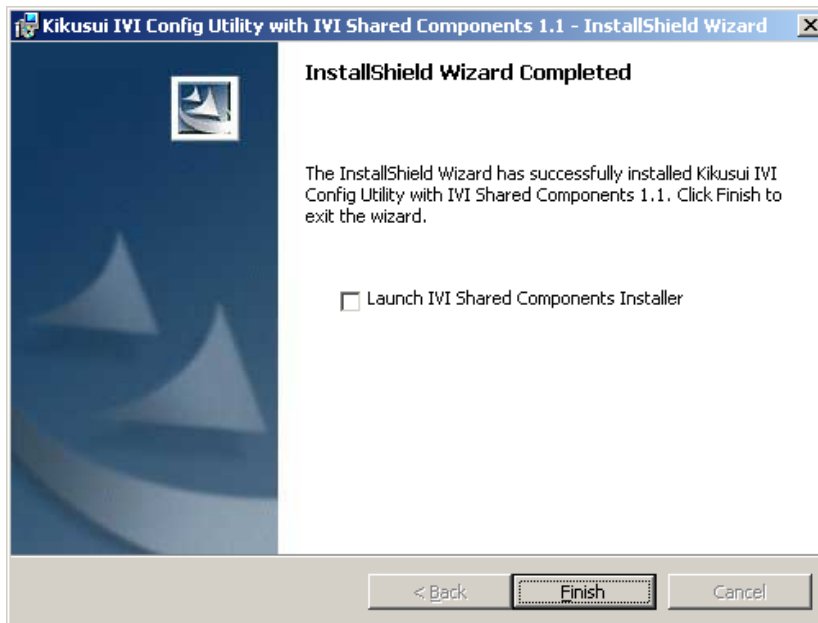 Kikusui IVI Config Utility with IVI Shared Components 1.1 - InstallShield Wizard
InstallShield Wizard Completed
The InstallShield Wizard has successfully installed Kikusui IVI
Config Utility with IVI Shared Components 1.1. Click Finish to
exit the wizard.
Launch IVI Shared Components Installer
< Back
Finish
Cancel